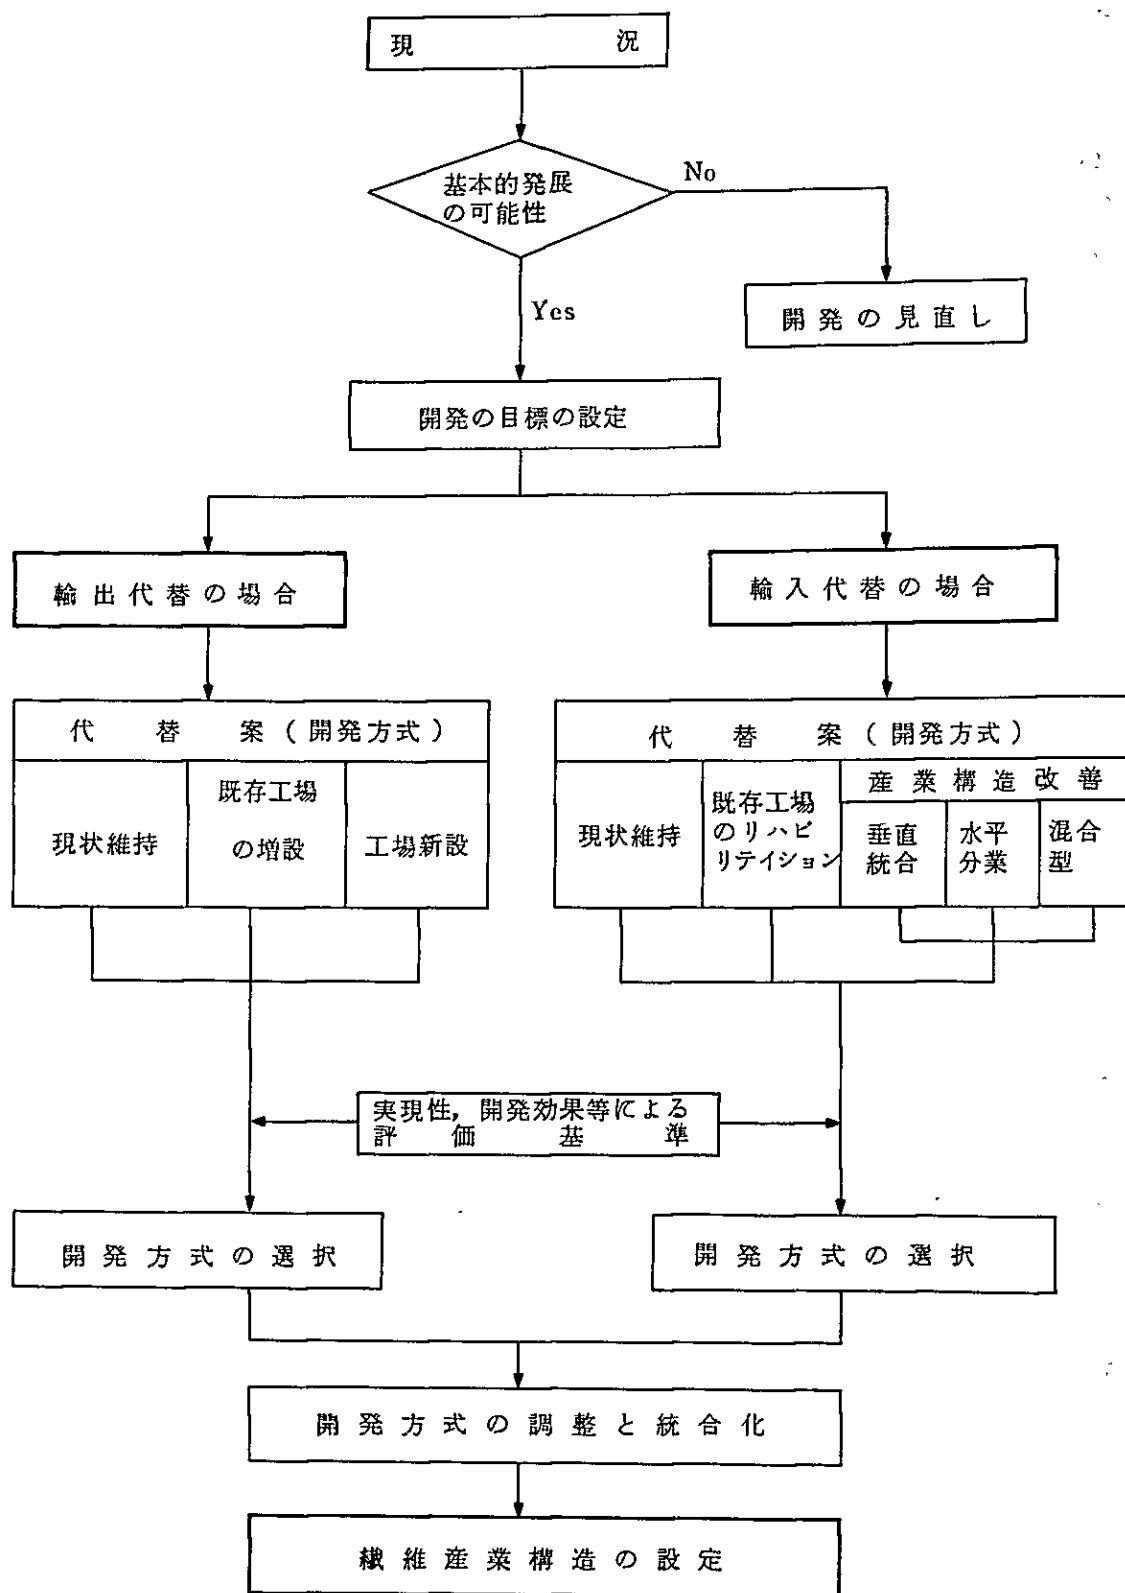 現況
基本的発展
の可能性
No
Yes
開発の見直し
開発の目標の設定
輸出代替の場合
輸入代替の場合
代替案(開発方式)
現状維持
既存工場
の増設
工場新設
代替案(開発方式)
現状維持
既存工場
のリハビ
リテイション
産業構造改善
垂直
統合
水平
分業
混合
型
実現性,開発効果等による
評価基準
開発方式の選択
開発方式の選択
開発方式の調整と統合化
繊維産業構造の設定